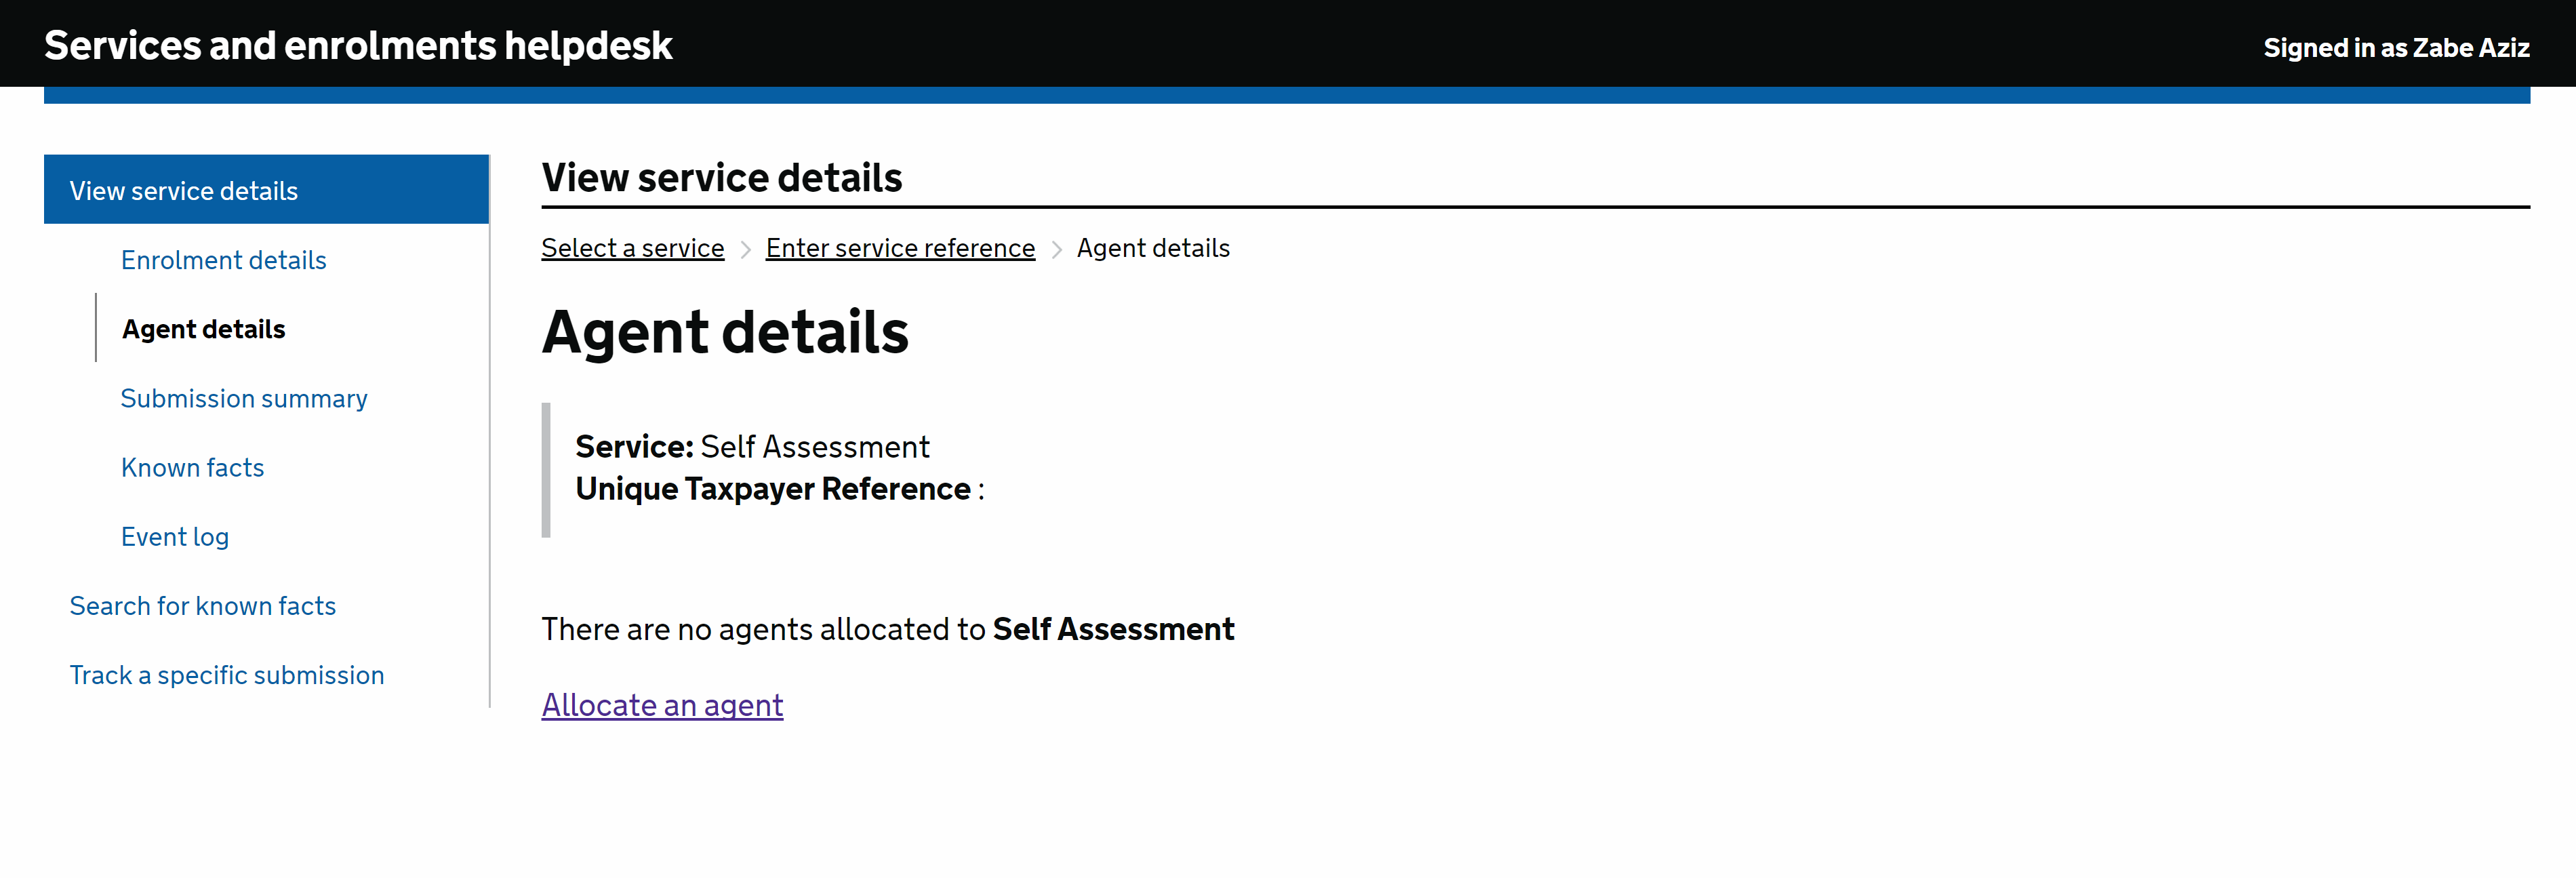 Services and enrolments helpdesk
Signed in as Zabe Aziz
View service details
Enrolment details
Agent details
Submission summary
Known facts
Event log
Search for known facts
Track a specific submission
View service details
Select a service > Enter service reference > Agent details
Agent details
Service: Self Assessment
Unique Taxpayer Reference :
There are no agents allocated to Self Assessment
Allocate an agent